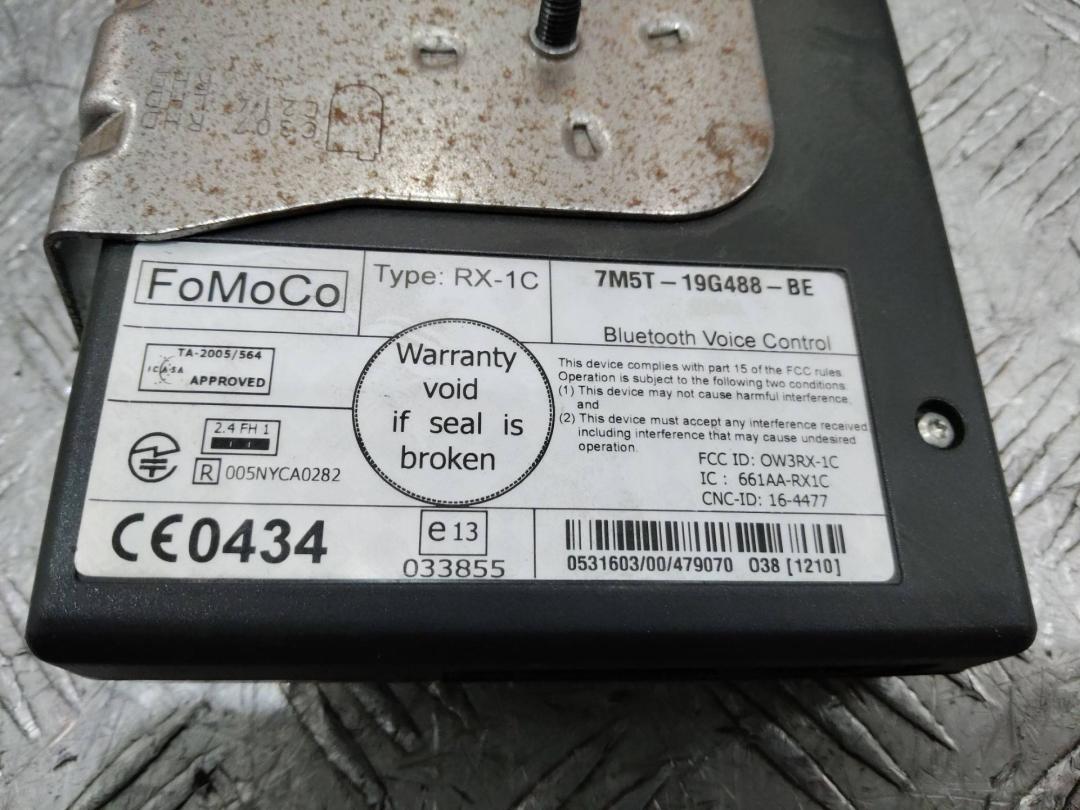 FoMoCo
Type: RX-1C
7M5T-19G488-BE
Bluetooth Voice Control
TA-2005/564
ICASA
APPROVED
Warranty
void
if seal is
broken
This device complies with part 15 of the FCC rules.
Operation is subject to the following two conditions
(1) This device may not cause harmful interference,
and
(2) This device must accept any interference received
including interference that may cause undesired
operation.
2.4 FH 1
R 005NYCA0282
FCC ID: OW3RX-1C
IC : 661AA-RX1C
CNC-ID: 16-4477
CE0434
e 13
033855
0531603/00/479070 038 [1210]